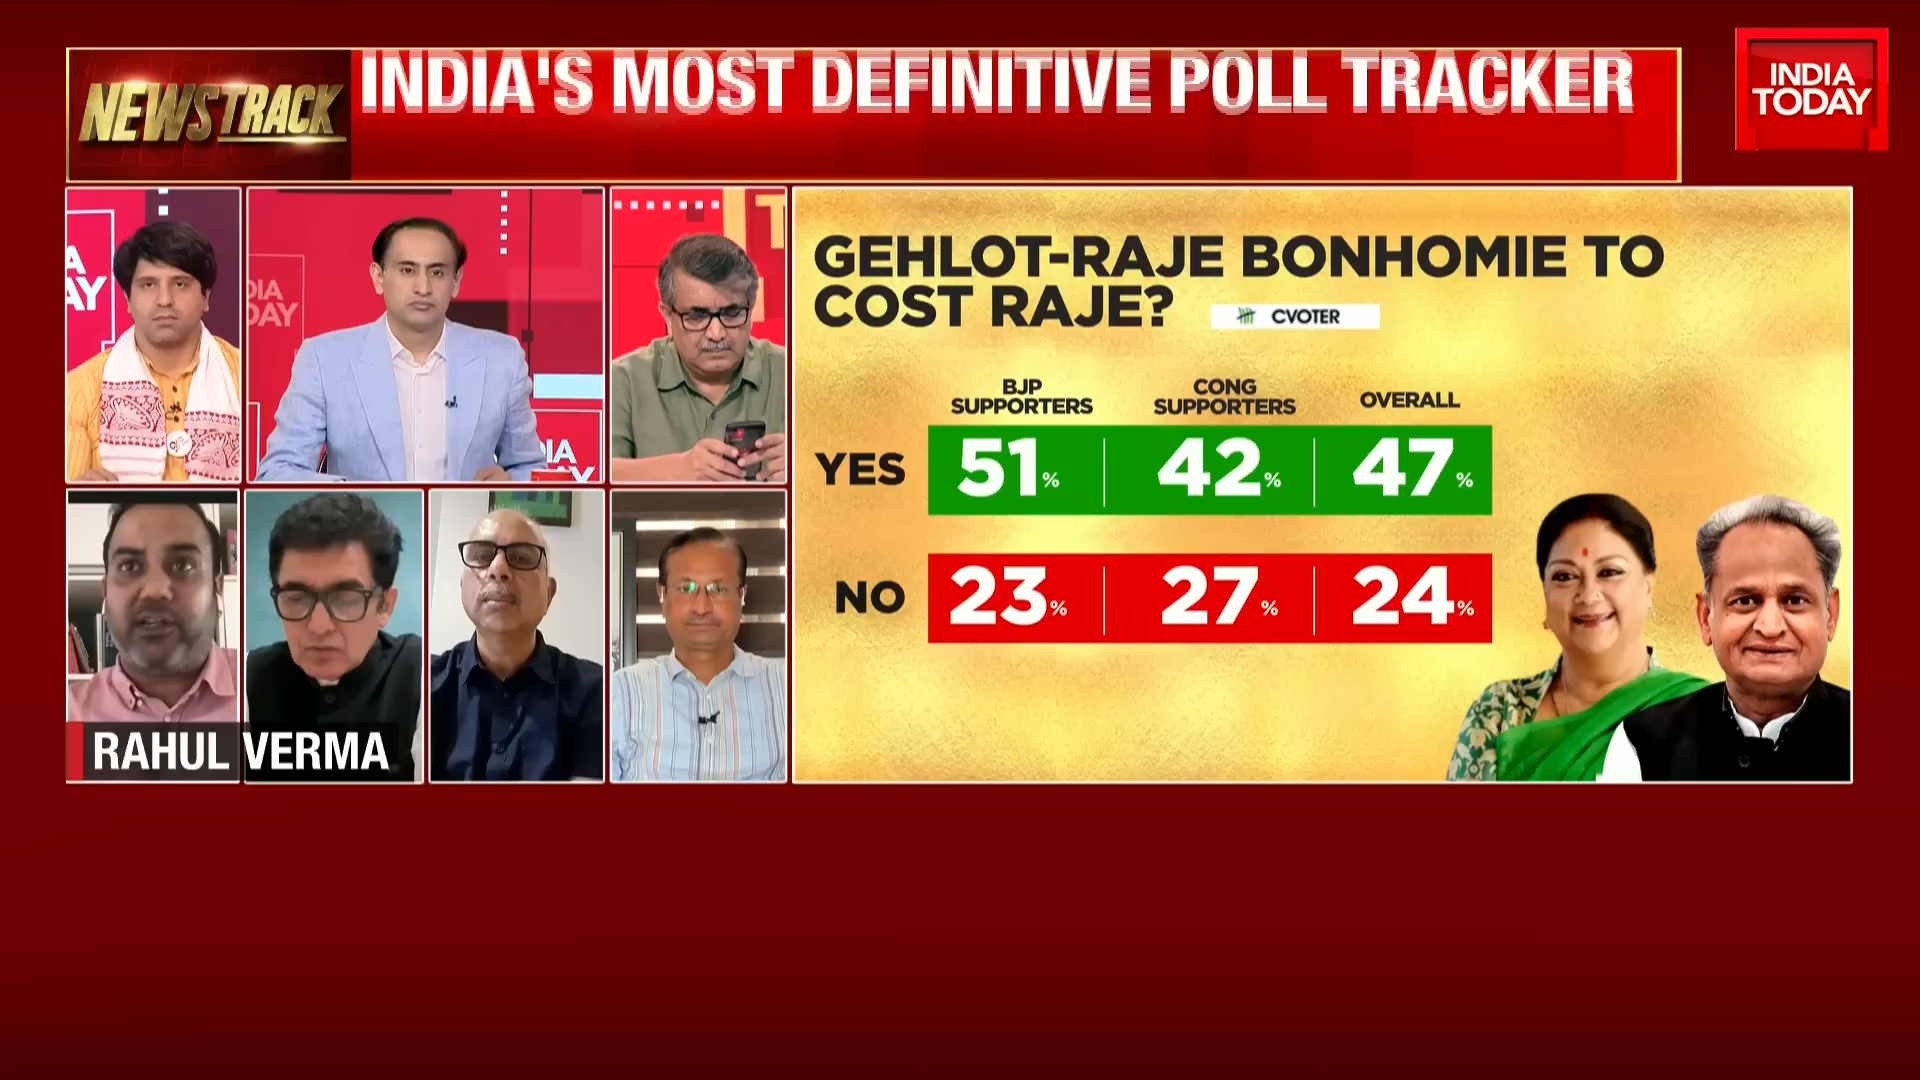 NEWSTRACK
INDIA'S MOST DEFINITIVE POLL TRACKER
INDIA
TODAY
GEHLOT-RAJE BONHOMIE TO
COST RAJE?
CVOTER
BJP
SUPPORTERS
CONG
SUPPORTERS
OVERALL
YES 51% 42% 47%
NO 23% 27% 24%
RAHUL VERMA